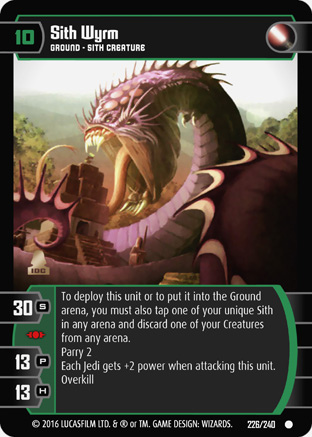 10
Sith Wyrm
GROUND - SITH CREATURE
IDC
30 S
13 P
13 H
To deploy this unit or to put it into the Ground
arena, you must also tap one of your unique Sith
in any arena and discard one of your Creatures
from any arena.
Parry 2
Each Jedi gets +2 power when attacking this unit.
Overkill
© 2016 LUCASFILM LTD. & ® or TM. GAME DESIGN: WIZARDS. 226/240